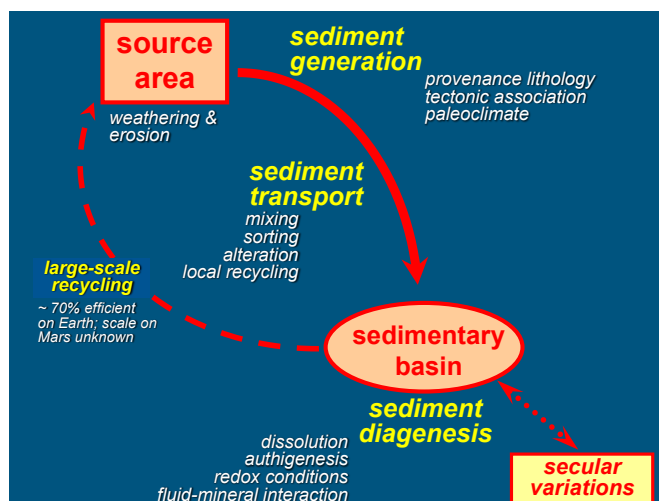 source
area
sediment
generation
provenance lithology
tectonic association
paleoclimate
weathering &
erosion
sediment
transport
mixing
sorting
alteration
local recycling
large-scale
recycling
~ 70% efficient
on Earth; scale on
Mars unknown
sedimentary
basin
sediment
diagenesis
dissolution
authigenesis
redox conditions
fluid-mineral interaction
secular
variations